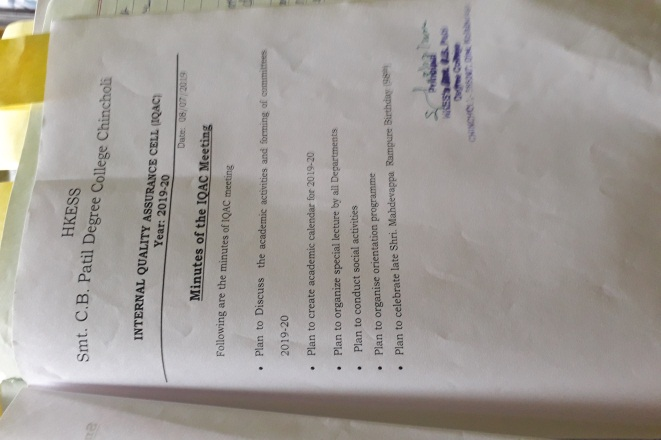 HKESS
Smt. C.B. Patil Degree College Chincholi
INTERNAL QUALITY ASSURANCE CELL (IQAC)
Year: 2019-20
Date: 08/07/2019
Minutes of the IQAC Meeting
Following are the minutes of IQAC meeting
• Plan to Discuss the academic activities and forming of committees
2019-20
• Plan to create academic calendar for 2019-20
• Plan to organize special lecture by all Departments
• Plan to conduct social activities
• Plan to organise orientation programme
• Plan to celebrate late Shri. Mahdevappa Rampure Birthday (98th)
Principal
Degree College